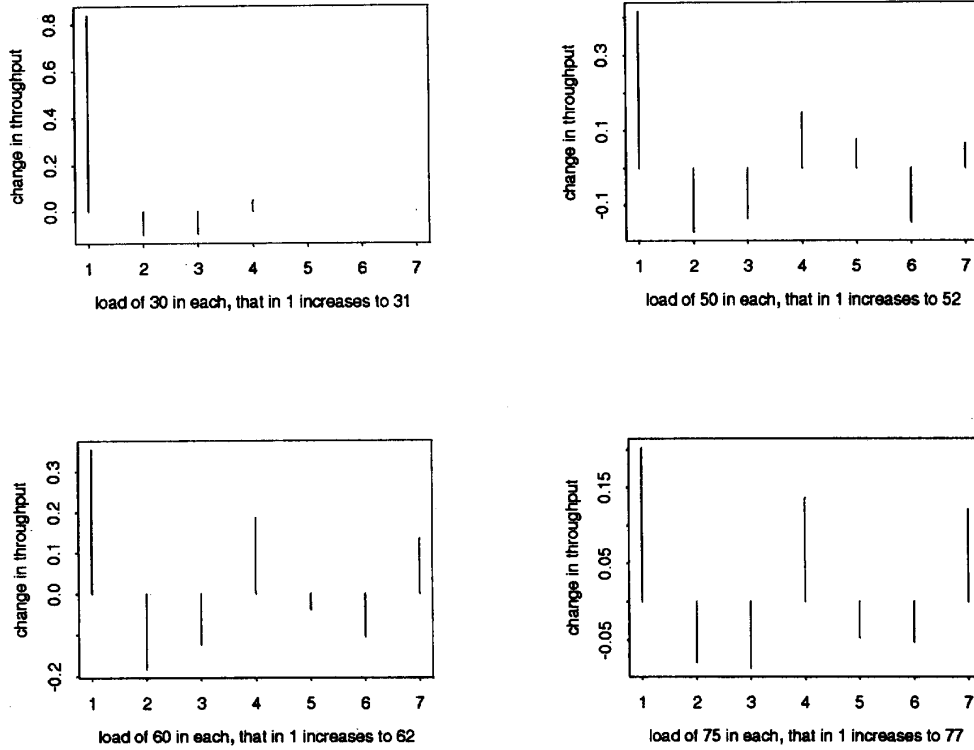 change in throughput
0.8
0.6
0.4
0.2
0.0
1 2 3 4 5 6 7
load of 30 in each, that in 1 increases to 31
change in throughput
0.3
0.1
-0.1
1 2 3 4 5 6 7
load of 50 in each, that in 1 increases to 52
change in throughput
0.3
0.2
0.1
0.0
-0.2
1 2 3 4 5 6 7
load of 60 in each, that in 1 increases to 62
change in throughput
0.15
0.05
-0.05
1 2 3 4 5 6 7
load of 75 in each, that in 1 increases to 77